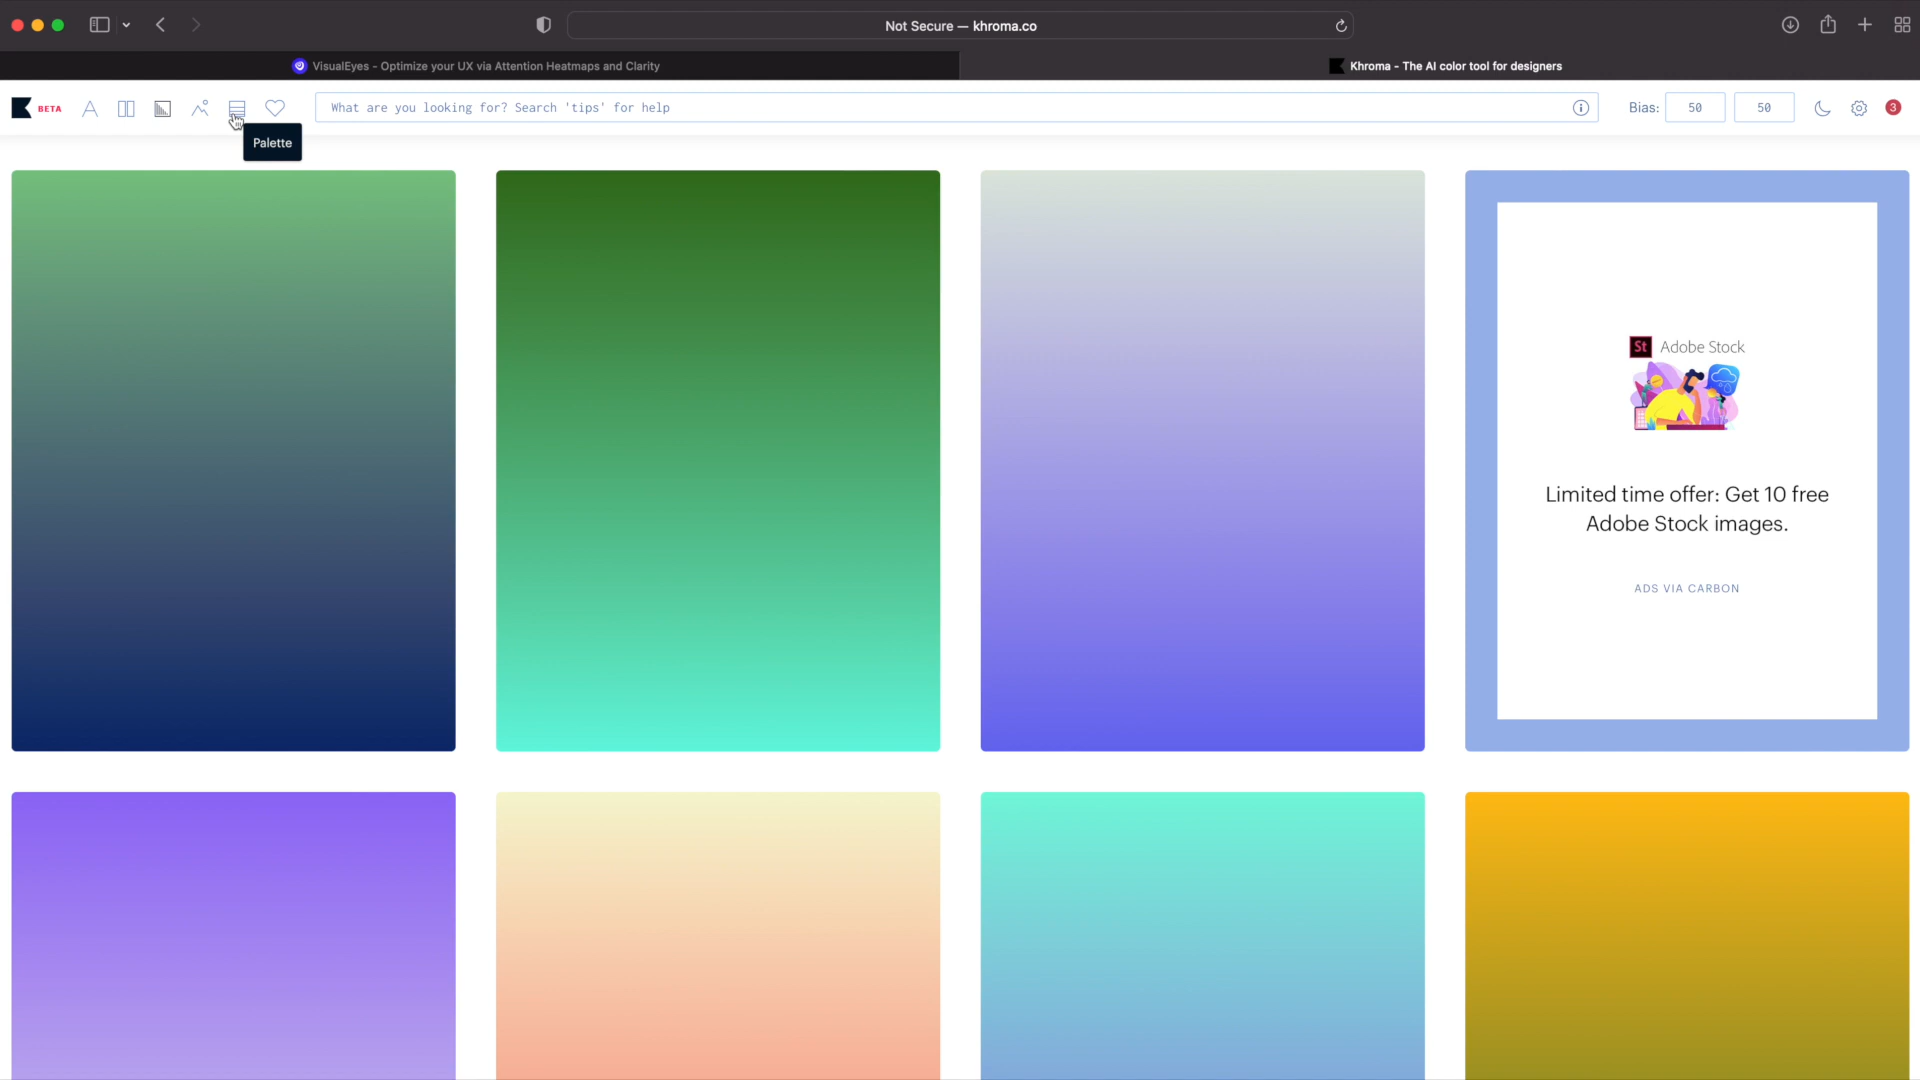 Not Secure — khroma.co
VisualEyes - Optimize your UX via Attention Heatmaps and Clarity
Khroma - The AI color tool for designers
BETA
What are you looking for? Search 'tips' for help
Bias: 50 50
3
Palette
St Adobe Stock
Limited time offer: Get 10 free
Adobe Stock images.
ADS VIA CARBON